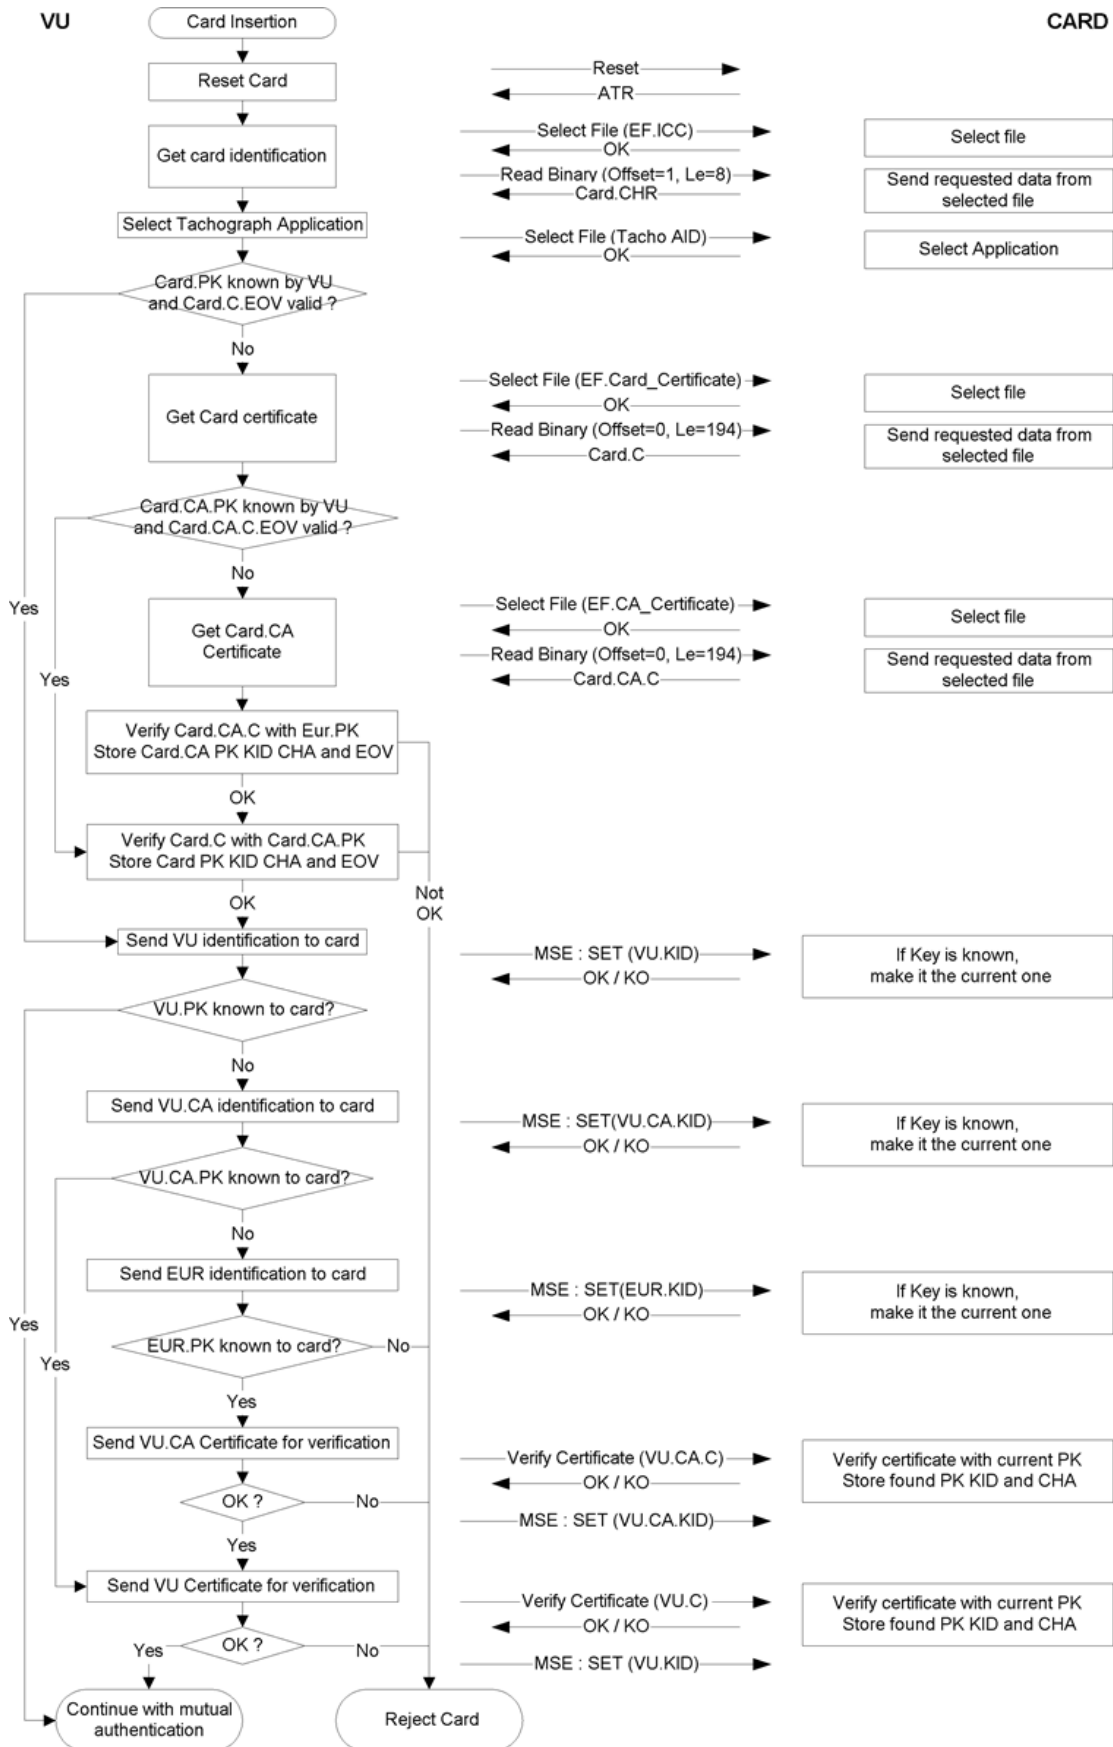 VU
Card Insertion
CARD
Reset Card
Reset
ATR
Get card identification
Select File (EF.ICC)
OK
Select file
Read Binary (Offset=1, Le=8)
Card.CHR
Send requested data from
selected file
Select Tachograph Application
Select File (Tacho AID)
OK
Select Application
Card.PK known by VU
and Card.C.EOV valid ?
No
Yes
Get Card certificate
Select File (EF.Card_Certificate)
OK
Select file
Read Binary (Offset=0, Le=194)
Card.C
Send requested data from
selected file
Card.CA.PK known by VU
and Card.CA.C.EOV valid ?
No
Yes
Get Card.CA
Certificate
Select File (EF.CA_Certificate)
OK
Select file
Read Binary (Offset=0, Le=194)
Card.CA.C
Send requested data from
selected file
Verify Card.CA.C with Eur.PK
Store Card.CA PK KID CHA and EOV
OK
Verify Card.C with Card.CA.PK
Store Card PK KID CHA and EOV
OK
Not
OK
Send VU identification to card
MSE : SET (VU.KID)
OK / KO
If Key is known,
make it the current one
VU.PK known to card?
No
Yes
Send VU.CA identification to card
MSE : SET(VU.CA.KID)
OK / KO
If Key is known,
make it the current one
VU.CA.PK known to card?
No
Yes
Send EUR identification to card
MSE : SET(EUR.KID)
OK / KO
If Key is known,
make it the current one
EUR.PK known to card?
No
Yes
Send VU.CA Certificate for verification
Verify Certificate (VU.CA.C)
OK / KO
Verify certificate with current PK
Store found PK KID and CHA
OK ?
No
MSE : SET (VU.CA.KID)
Yes
Send VU Certificate for verification
Verify Certificate (VU.C)
OK / KO
Verify certificate with current PK
Store found PK KID and CHA
OK ?
Yes
No
MSE : SET (VU.KID)
Continue with mutual
authentication
Reject Card